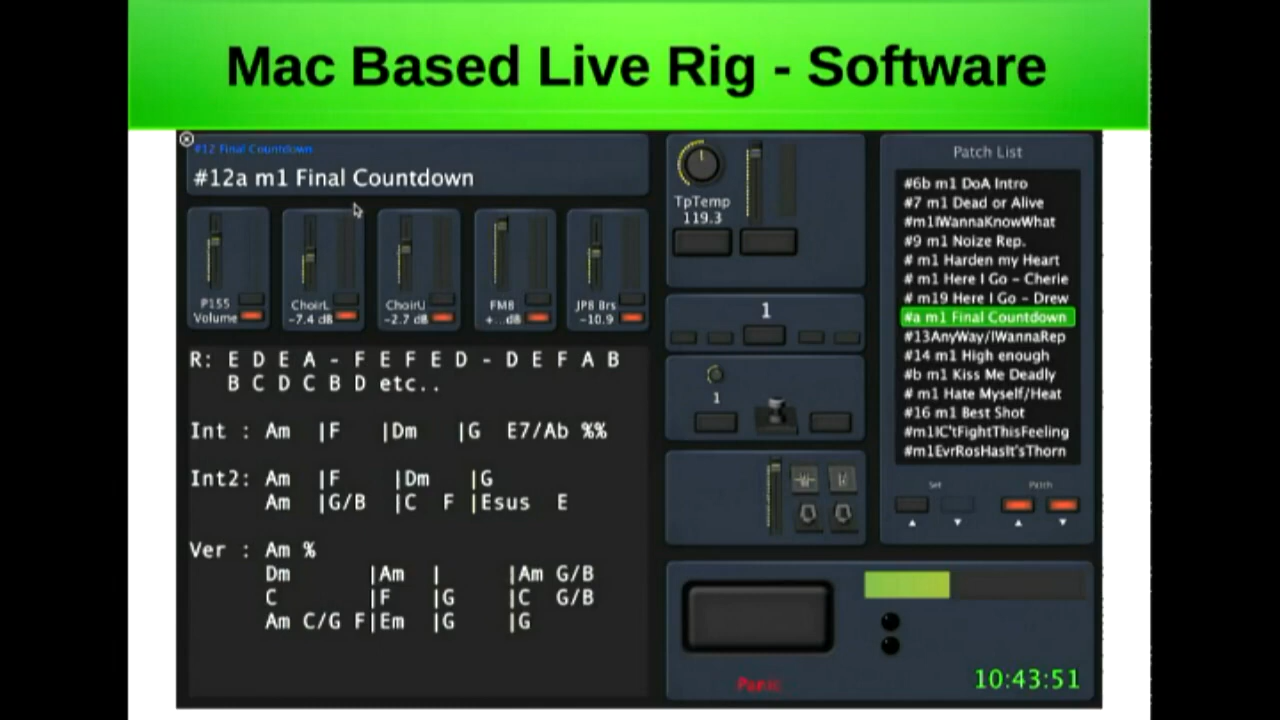 Mac Based Live Rig - Software
#12 Final Countdown
#12a m1 Final Countdown
P155
Volume
ChoirL
-7.4 dB
ChoirU
-2.7 dB
FM8
+...dB
JP8 Brs
-10.9
R: E D E A - F E F E D - D E F A B
B C D C B D etc..
Int : Am |F |Dm |G E7/Ab %%
Int2: Am |F |Dm |G
Am |G/B |C F |Esus E
Ver : Am %
Dm |Am | |Am G/B
C |F |G |C G/B
Am C/G F|Em |G |G
TpTemp
119.3
1
1
Panic
Patch List
#6b m1 DoA Intro
#7 m1 Dead or Alive
#m1IWannaKnowWhat
#9 m1 Noize Rep.
# m1 Harden my Heart
# m1 Here I Go - Cherie
# m19 Here I Go - Drew
#a m1 Final Countdown
#13AnyWay/IWannaRep
#14 m1 High enough
#b m1 Kiss Me Deadly
# m1 Hate Myself/Heat
#16 m1 Best Shot
#m1IC'tFightThisFeeling
#m1EvrRosHasIt'sThorn
Set
Patch
10:43:51